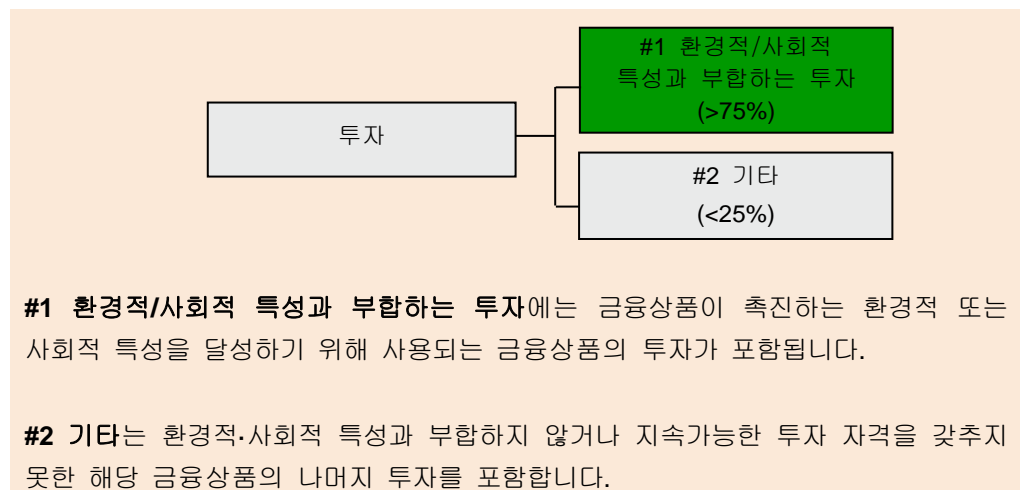 #1 환경적/사회적
특성과 부합하는 투자
(>75%)
투자
#2 기타
(<25%)
#1 환경적/사회적 특성과 부합하는 투자에는 금융상품이 촉진하는 환경적 또는
사회적 특성을 달성하기 위해 사용되는 금융상품의 투자가 포함됩니다.
#2 기타는 환경적·사회적 특성과 부합하지 않거나 지속가능한 투자 자격을 갖추지
못한 해당 금융상품의 나머지 투자를 포함합니다.